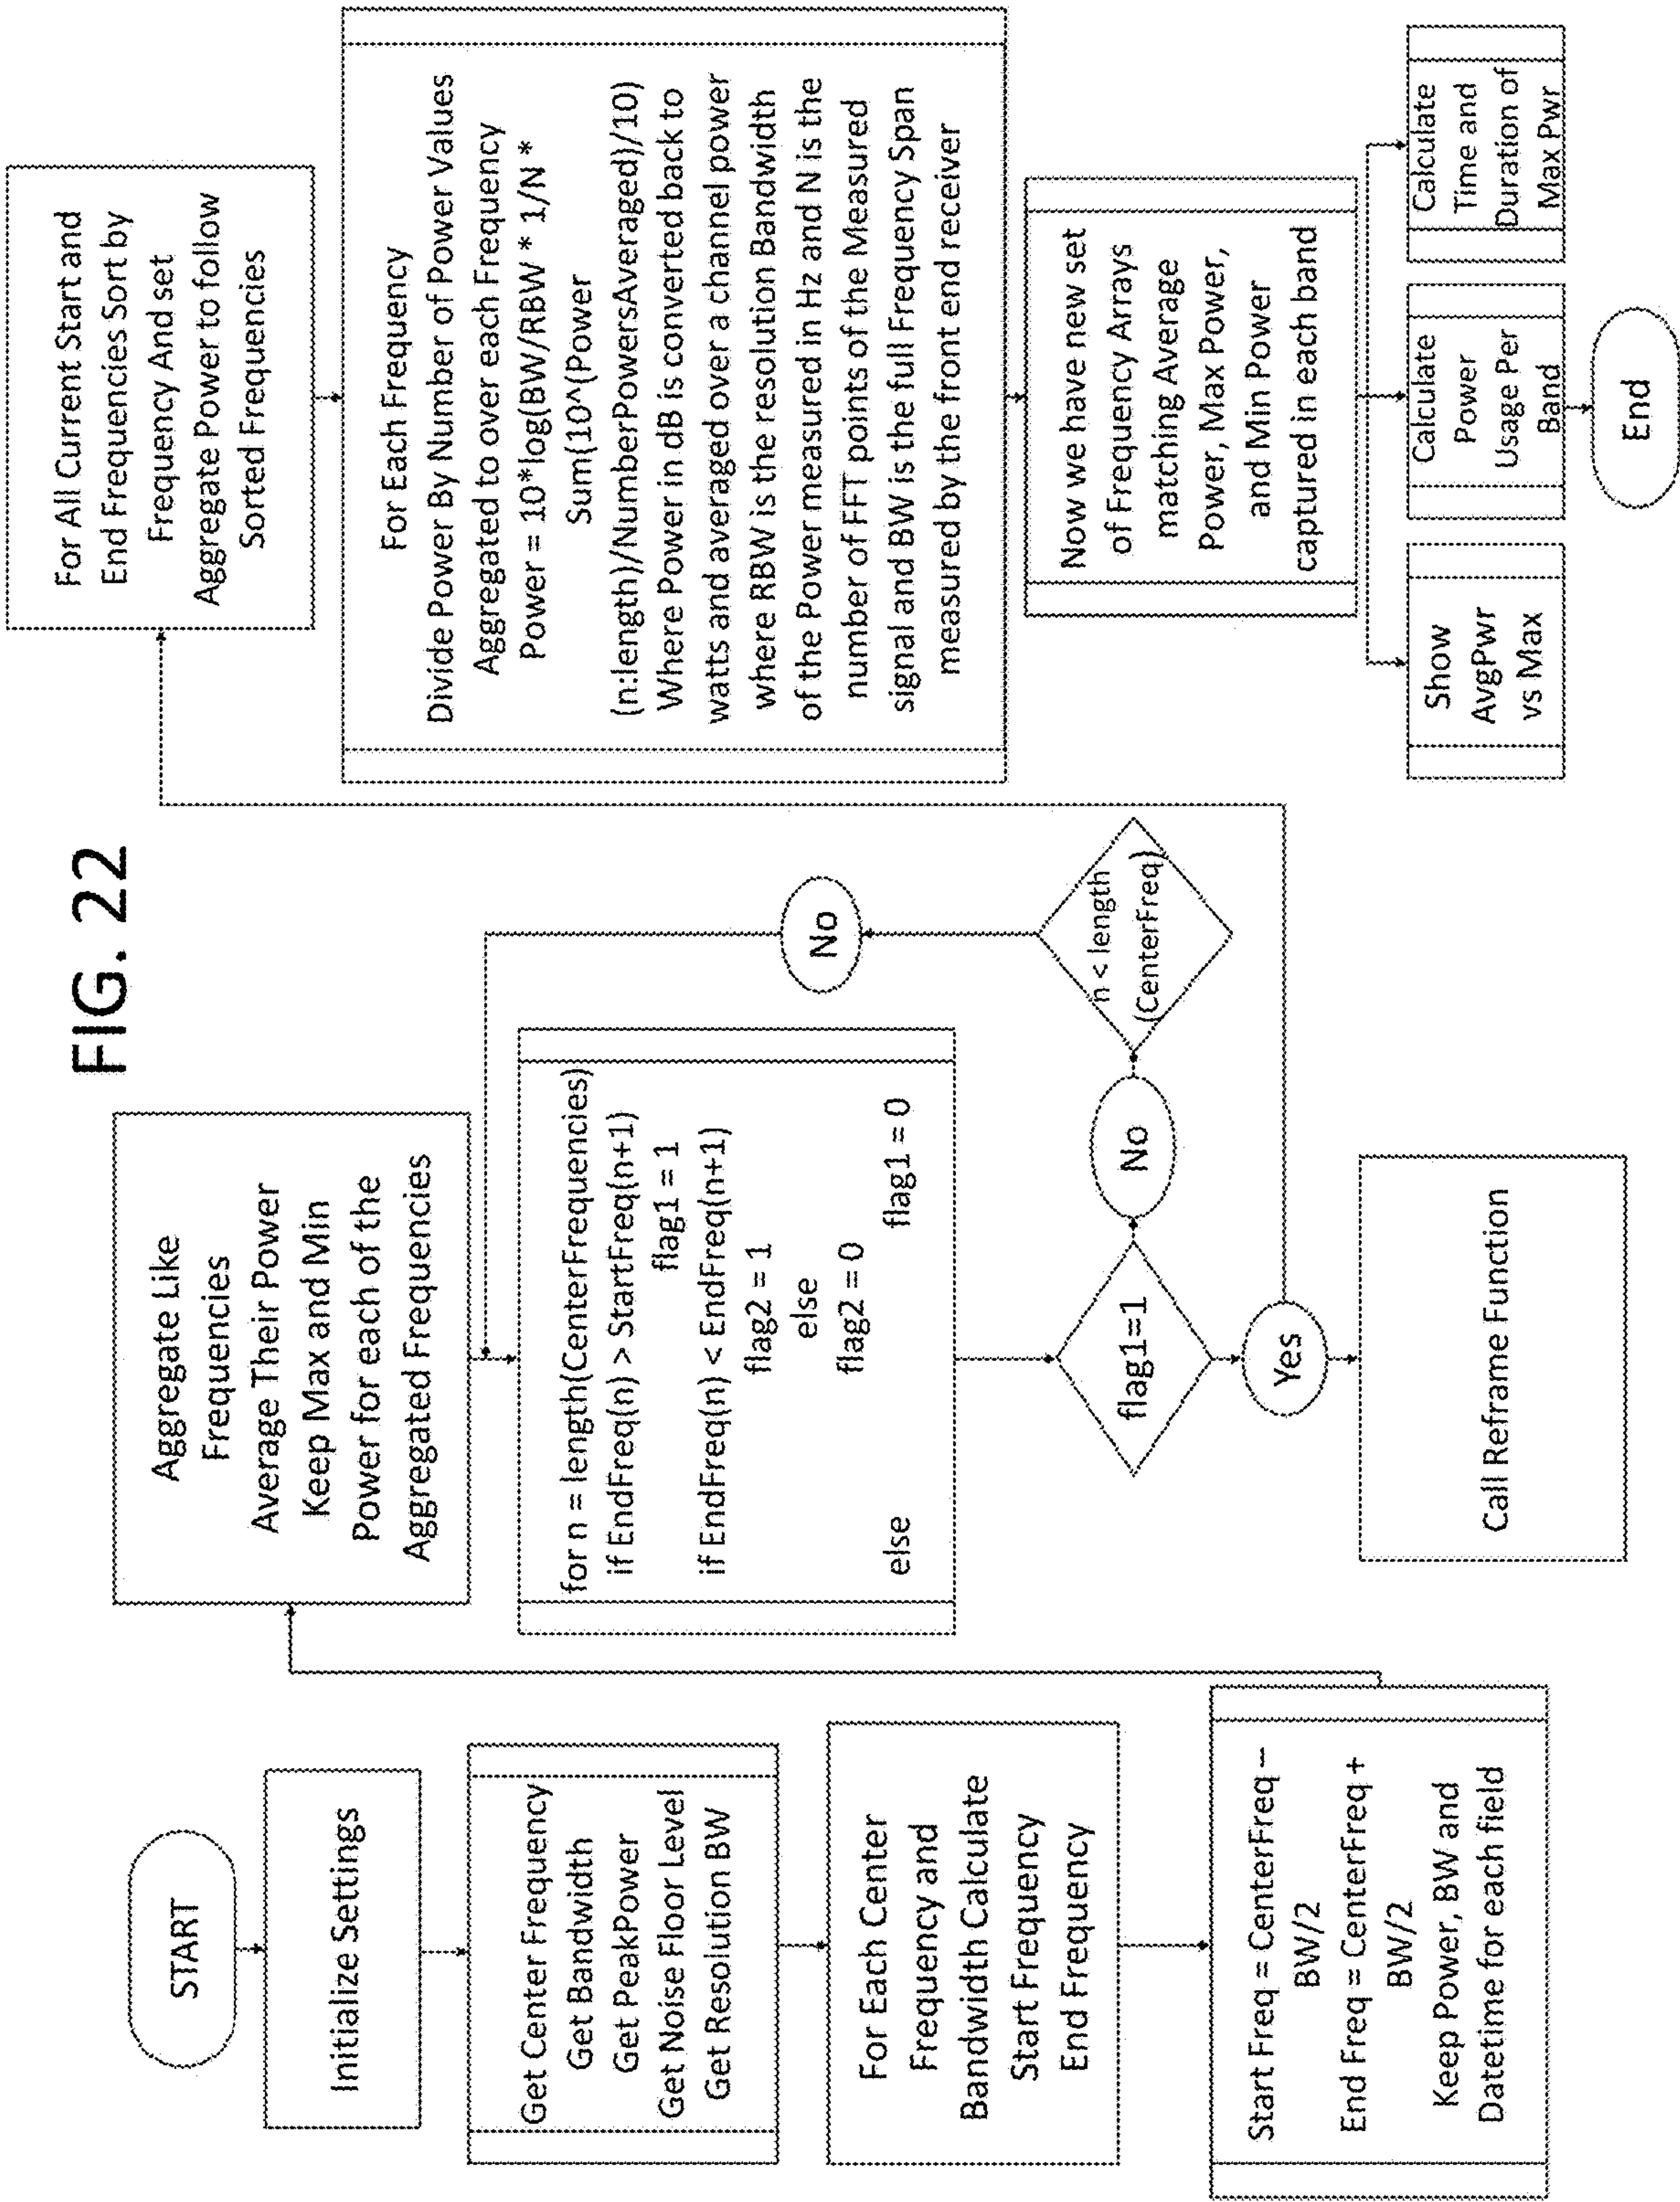 FIG. 22
START
Initialize Settings
Get Center Frequency
Get Bandwidth
Get PeakPower
Get Noise Floor Level
Get Resolution BW
For Each Center
Frequency and
Bandwidth Calculate
Start Frequency
End Frequency
Start Freq = CenterFreq –
BW/2
End Freq = CenterFreq +
BW/2
Keep Power, BW and
Datetime for each field
Aggregate Like
Frequencies
Average Their Power
Keep Max and Min
Power for each of the
Aggregated Frequencies
for n = length(CenterFrequencies)
if EndFreq(n) > StartFreq(n+1)
flag1 = 1
if EndFreq(n) < EndFreq(n+1)
flag2 = 1
else
flag2 = 0
else flag1 = 0
flag1=1
No
n < length
(CenterFreq)
No
Yes
Call Reframe Function
For All Current Start and
End Frequencies Sort by
Frequency And set
Aggregate Power to follow
Sorted Frequencies
For Each Frequency
Divide Power By Number of Power Values
Aggregated to over each Frequency
Power = 10*log(BW/RBW * 1/N *
Sum(10^(Power
(n:length)/NumberPowersAveraged)/10)
Where Power in dB is converted back to
watts and averaged over a channel power
where RBW is the resolution Bandwidth
of the Power measured in Hz and N is the
number of FFT points of the Measured
signal and BW is the full Frequency Span
measured by the front end receiver
Now we have new set
of Frequency Arrays
matching Average
Power, Max Power,
and Min Power
captured in each band
Show
AvgPwr
vs Max
Calculate
Power
Usage Per
Band
Calculate
Time and
Duration of
Max Pwr
End